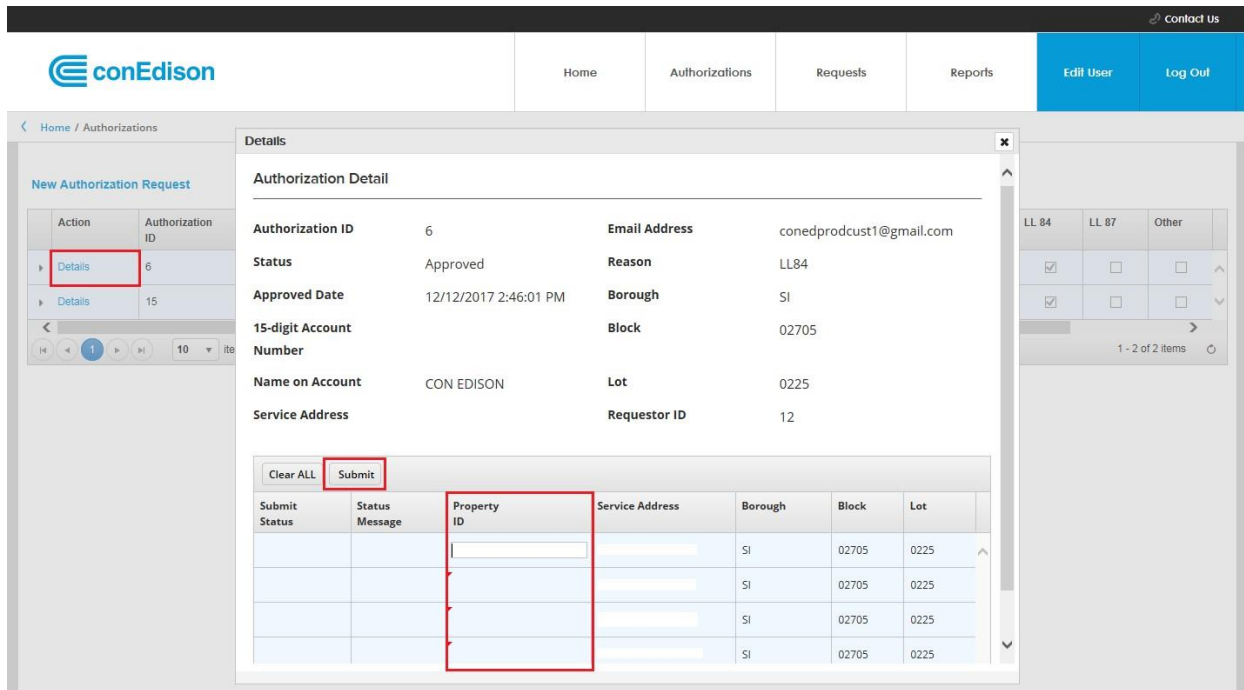 Contact Us
conEdison
Home
Authorizations
Requests
Reports
Edit User
Log Out
Home / Authorizations
New Authorization Request
Action
Authorization
ID
LL 84
LL 87
Other
Details
6
Details
15
1
10
ite
1 - 2 of 2 items
Details
Authorization Detail
Authorization ID 6 Email Address conedprodcust1@gmail.com
Status Approved Reason LL84
Approved Date 12/12/2017 2:46:01 PM Borough SI
15-digit Account Block 02705
Number
Name on Account CON EDISON Lot 0225
Service Address Requestor ID 12
Clear ALL Submit
Submit Status Property Service Address Borough Block Lot
Status Message ID
SI 02705 0225
SI 02705 0225
SI 02705 0225
SI 02705 0225